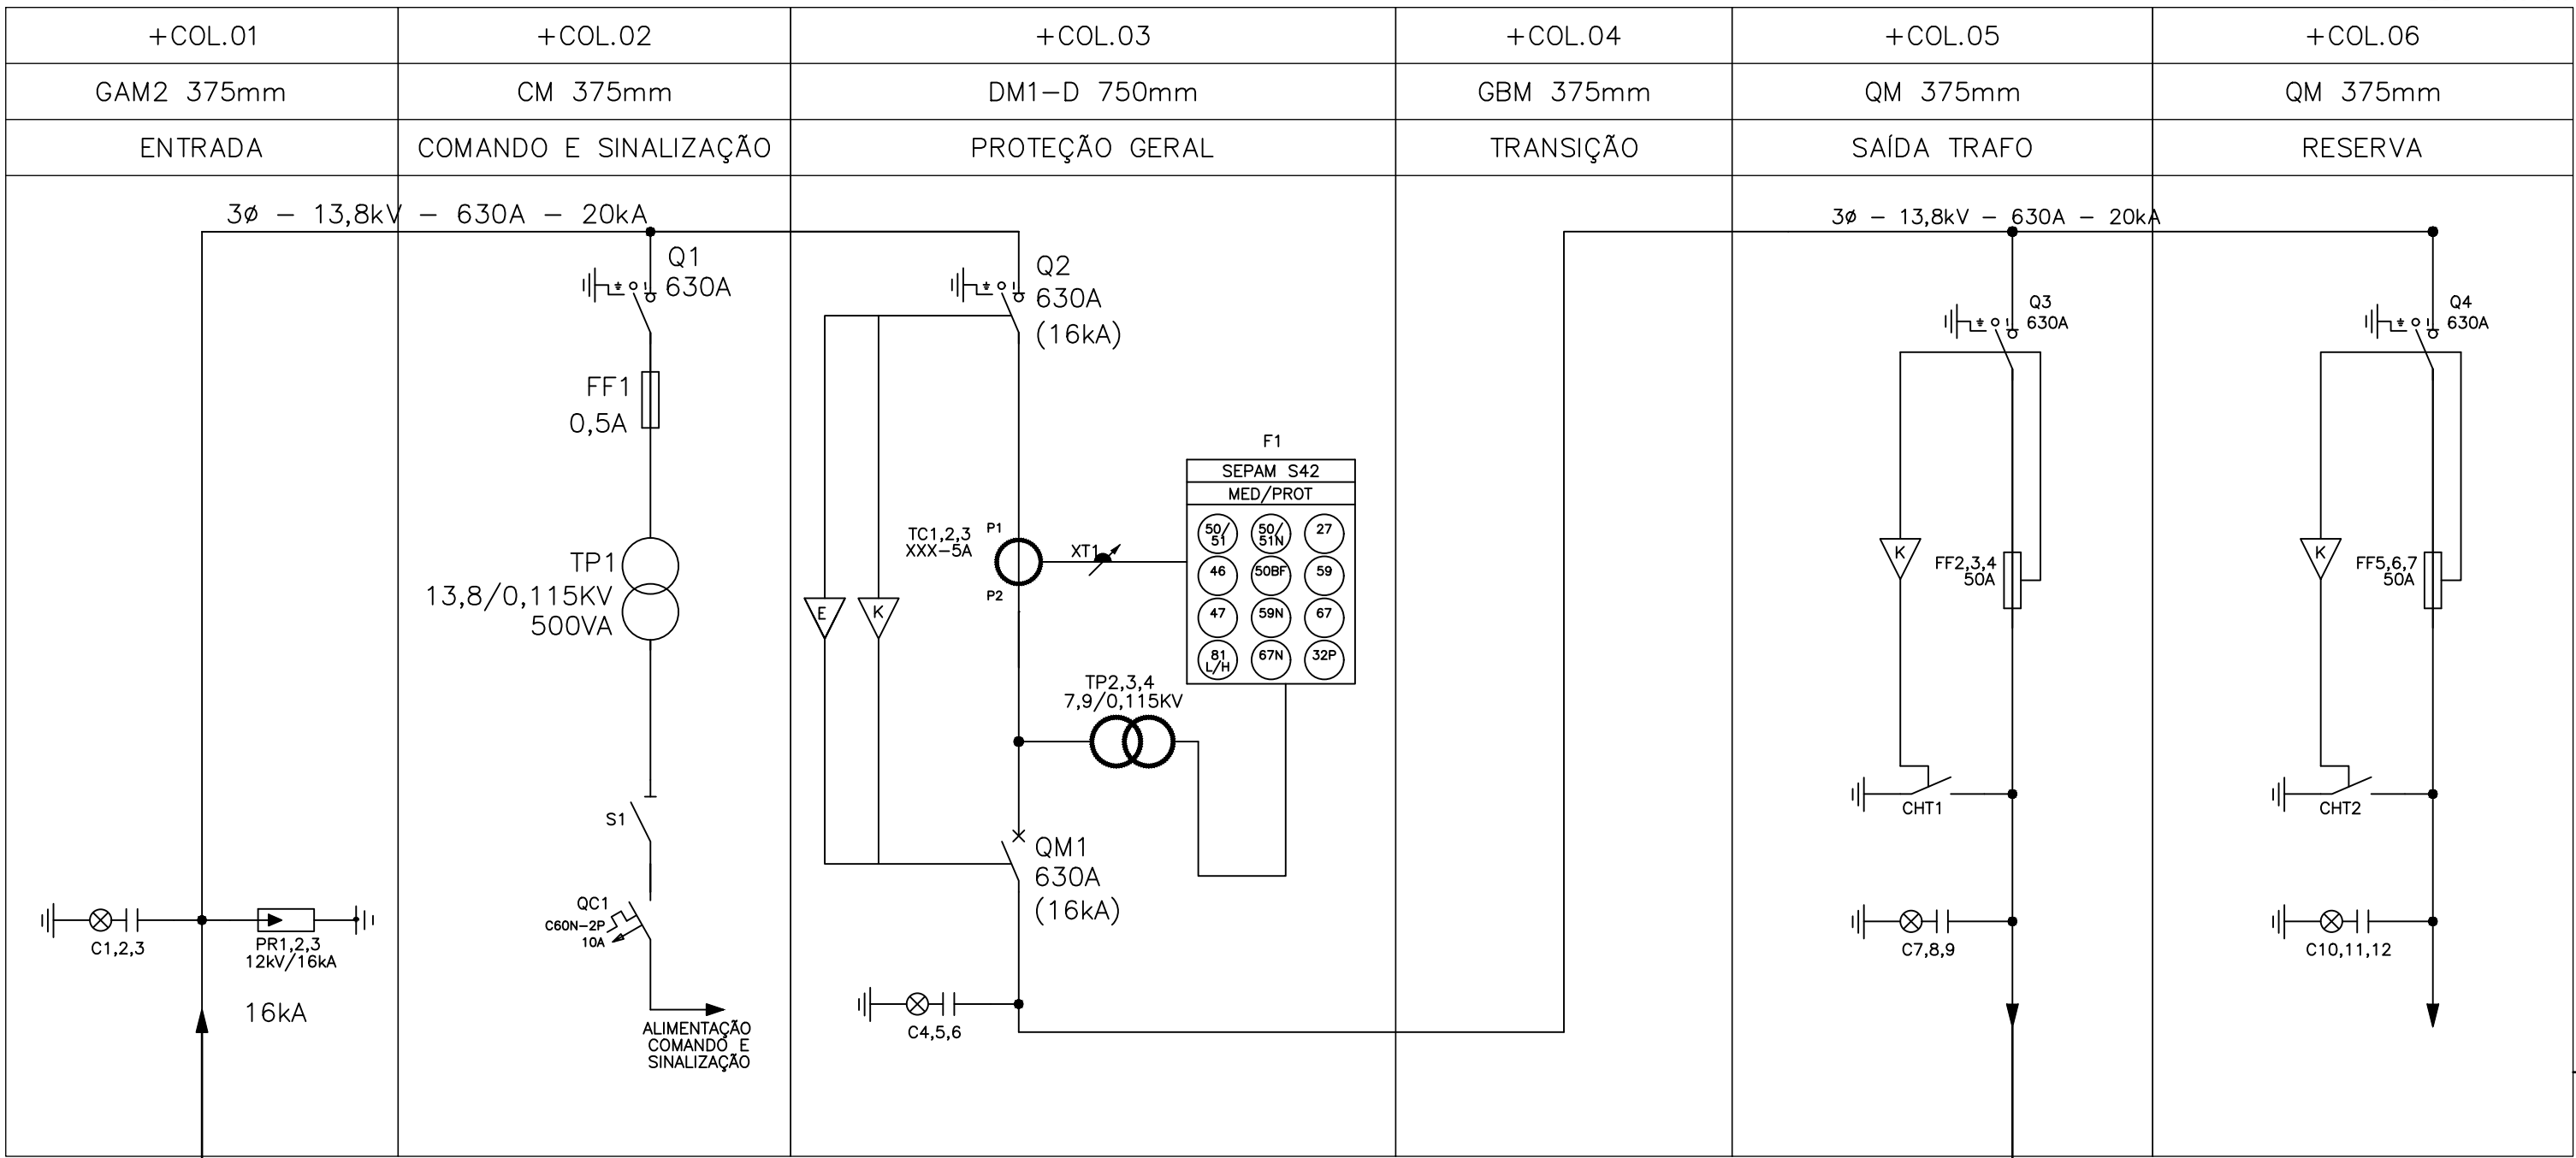 +COL.01
+COL.02
+COL.03
+COL.04
+COL.05
+COL.06
GAM2 375mm
CM 375mm
DM1-D 750mm
GBM 375mm
QM 375mm
QM 375mm
ENTRADA
COMANDO E SINALIZAÇÃO
PROTEÇÃO GERAL
TRANSIÇÃO
SAÍDA TRAFO
RESERVA
3ø - 13,8kV - 630A - 20kA
C1,2,3
PR1,2,3
12kV/16kA
16kA
Q1
630A
FF1
0,5A
TP1
13,8/0,115KV
500VA
S1
QC1
C60N-2P
10A
ALIMENTAÇÃO
COMANDO E
SINALIZAÇÃO
Q2
630A
(16kA)
E
K
TC1,2,3
XXX-5A
P1
P2
XT1
F1
SEPAM S42
MED/PROT
50/
51
50/
51N
27
46
50BF
59
47
59N
67
81
L/H
67N
32P
TP2,3,4
7,9/0,115KV
QM1
630A
(16kA)
C4,5,6
3ø - 13,8kV - 630A - 20kA
Q3
630A
K
FF2,3,4
50A
CHT1
C7,8,9
Q4
630A
K
FF5,6,7
50A
CHT2
C10,11,12